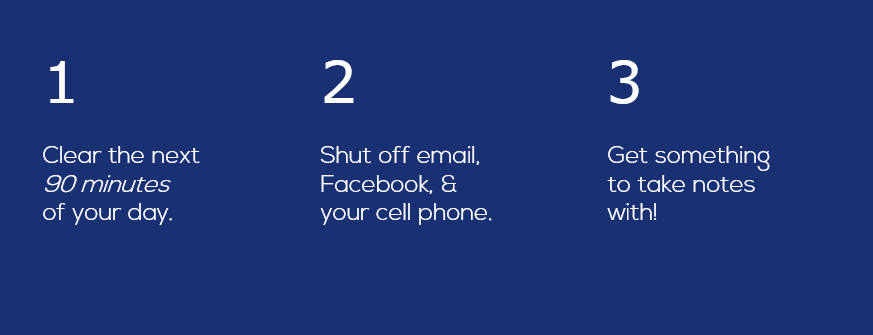 1
Clear the next
90 minutes
of your day.
2
Shut off email,
Facebook, &
your cell phone.
3
Get something
to take notes
with!